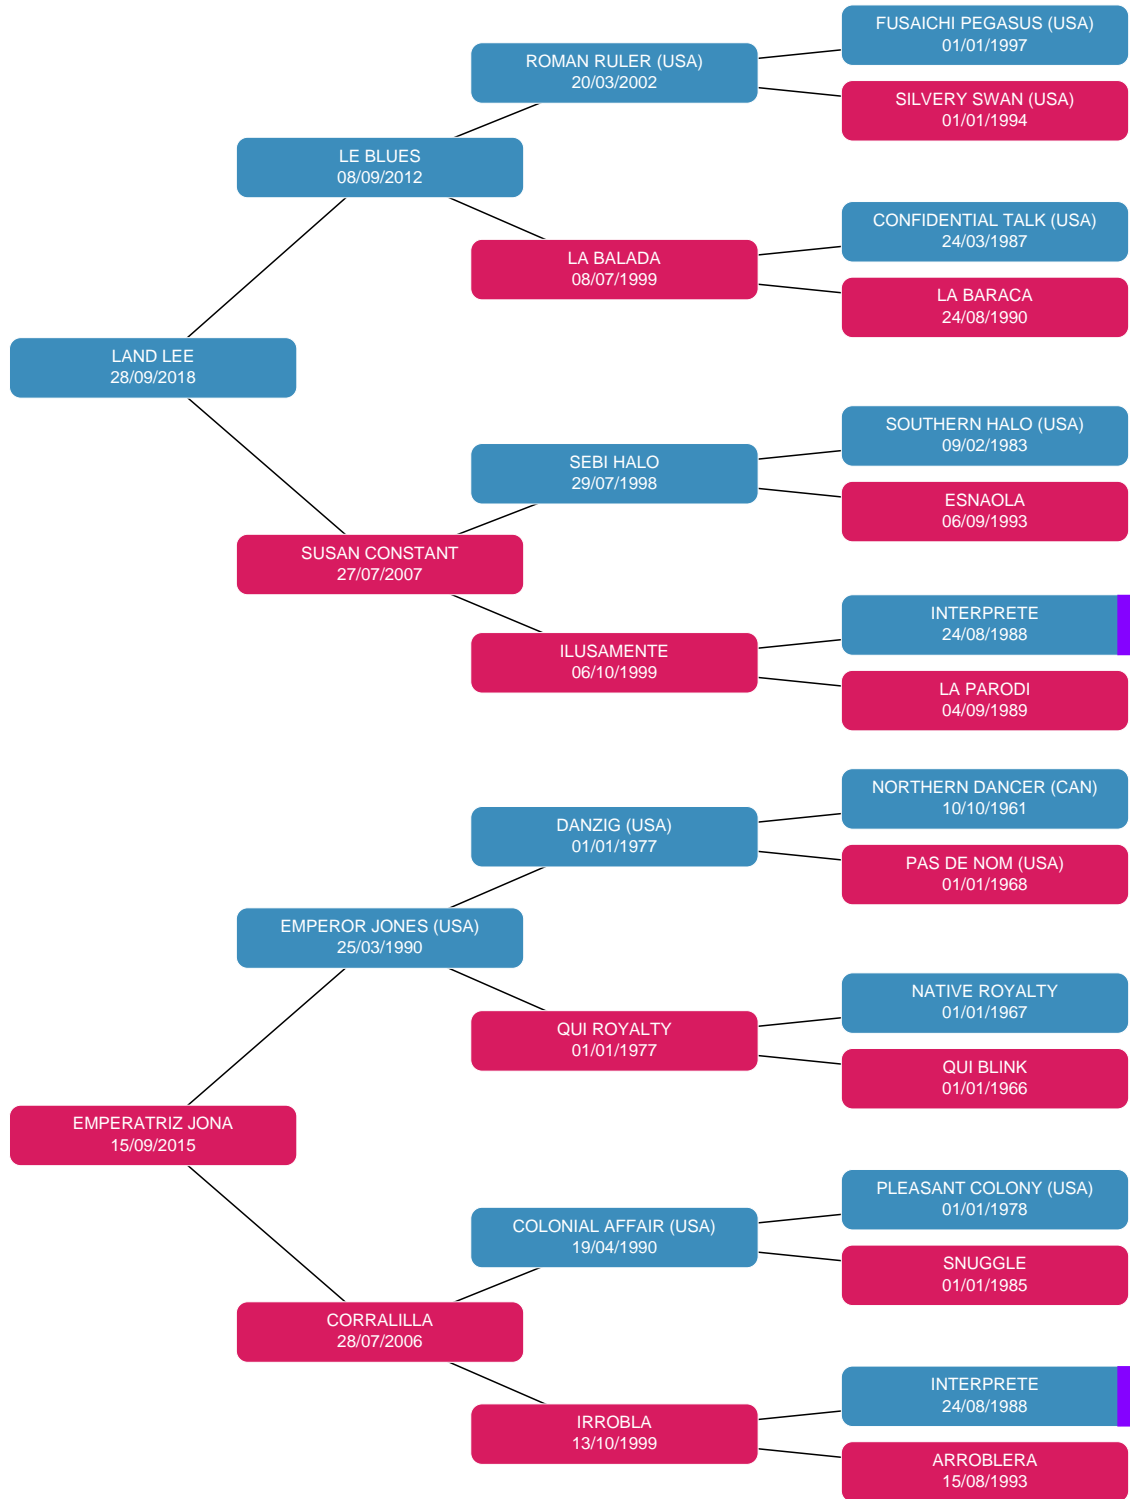 FUSAICHI PEGASUS (USA)
01/01/1997
ROMAN RULER (USA)
20/03/2002
SILVERY SWAN (USA)
01/01/1994
LE BLUES
08/09/2012
CONFIDENTIAL TALK (USA)
24/03/1987
LA BALADA
08/07/1999
LA BARACA
24/08/1990
LAND LEE
28/09/2018
SOUTHERN HALO (USA)
09/02/1983
SEBI HALO
29/07/1998
ESNAOLA
06/09/1993
SUSAN CONSTANT
27/07/2007
INTERPRETE
24/08/1988
ILUSAMENTE
06/10/1999
LA PARODI
04/09/1989
NORTHERN DANCER (CAN)
10/10/1961
DANZIG (USA)
01/01/1977
PAS DE NOM (USA)
01/01/1968
EMPEROR JONES (USA)
25/03/1990
NATIVE ROYALTY
01/01/1967
QUI ROYALTY
01/01/1977
QUI BLINK
01/01/1966
EMPERATRIZ JONA
15/09/2015
PLEASANT COLONY (USA)
01/01/1978
COLONIAL AFFAIR (USA)
19/04/1990
SNUGGLE
01/01/1985
CORRALILLA
28/07/2006
INTERPRETE
24/08/1988
IRROBLA
13/10/1999
ARROBLERA
15/08/1993